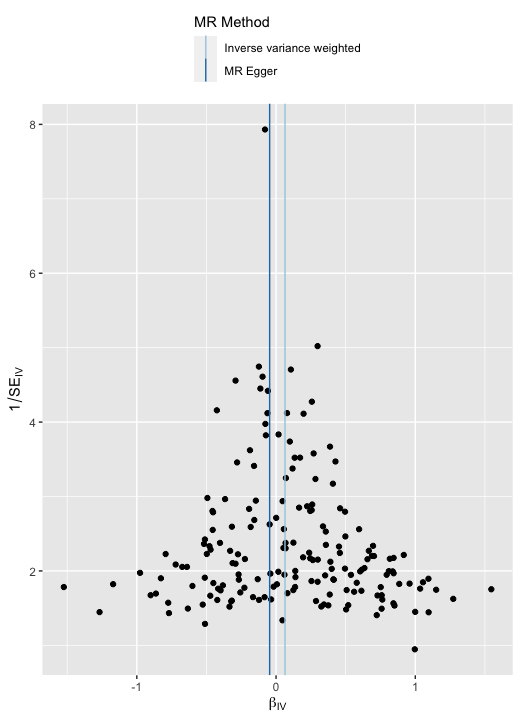 MR Method
Inverse variance weighted
MR Egger
8
6
4
2
1/SE_IV
-1
0
1
β_IV